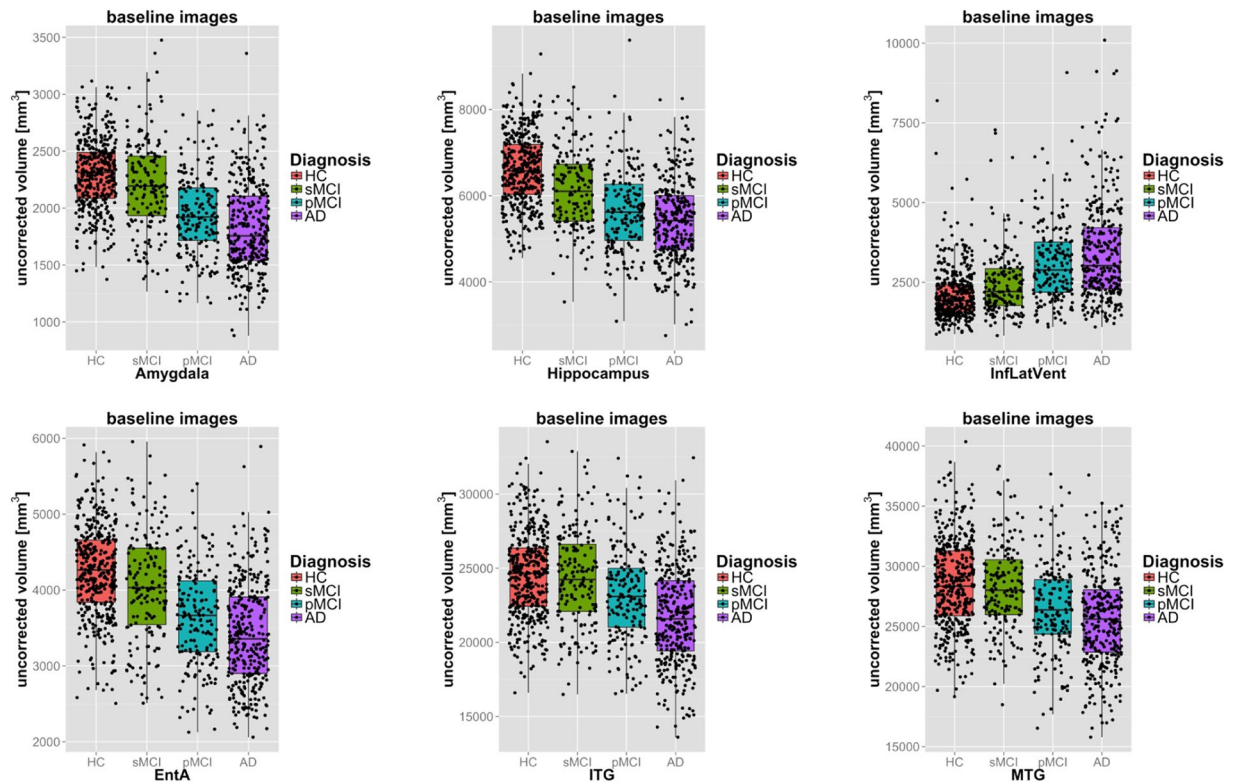 baseline images
uncorrected volume [mm³]
3500
3000
2500
2000
1500
1000
HC sMCI pMCI AD
Amygdala
Diagnosis
HC
sMCI
pMCI
AD
baseline images
uncorrected volume [mm³]
8000
6000
4000
HC sMCI pMCI AD
Hippocampus
Diagnosis
HC
sMCI
pMCI
AD
baseline images
uncorrected volume [mm³]
10000
7500
5000
2500
HC sMCI pMCI AD
InfLatVent
Diagnosis
HC
sMCI
pMCI
AD
baseline images
uncorrected volume [mm³]
6000
5000
4000
3000
2000
HC sMCI pMCI AD
EntA
Diagnosis
HC
sMCI
pMCI
AD
baseline images
uncorrected volume [mm³]
30000
25000
20000
15000
HC sMCI pMCI AD
ITG
Diagnosis
HC
sMCI
pMCI
AD
baseline images
uncorrected volume [mm³]
40000
35000
30000
25000
20000
15000
HC sMCI pMCI AD
MTG
Diagnosis
HC
sMCI
pMCI
AD